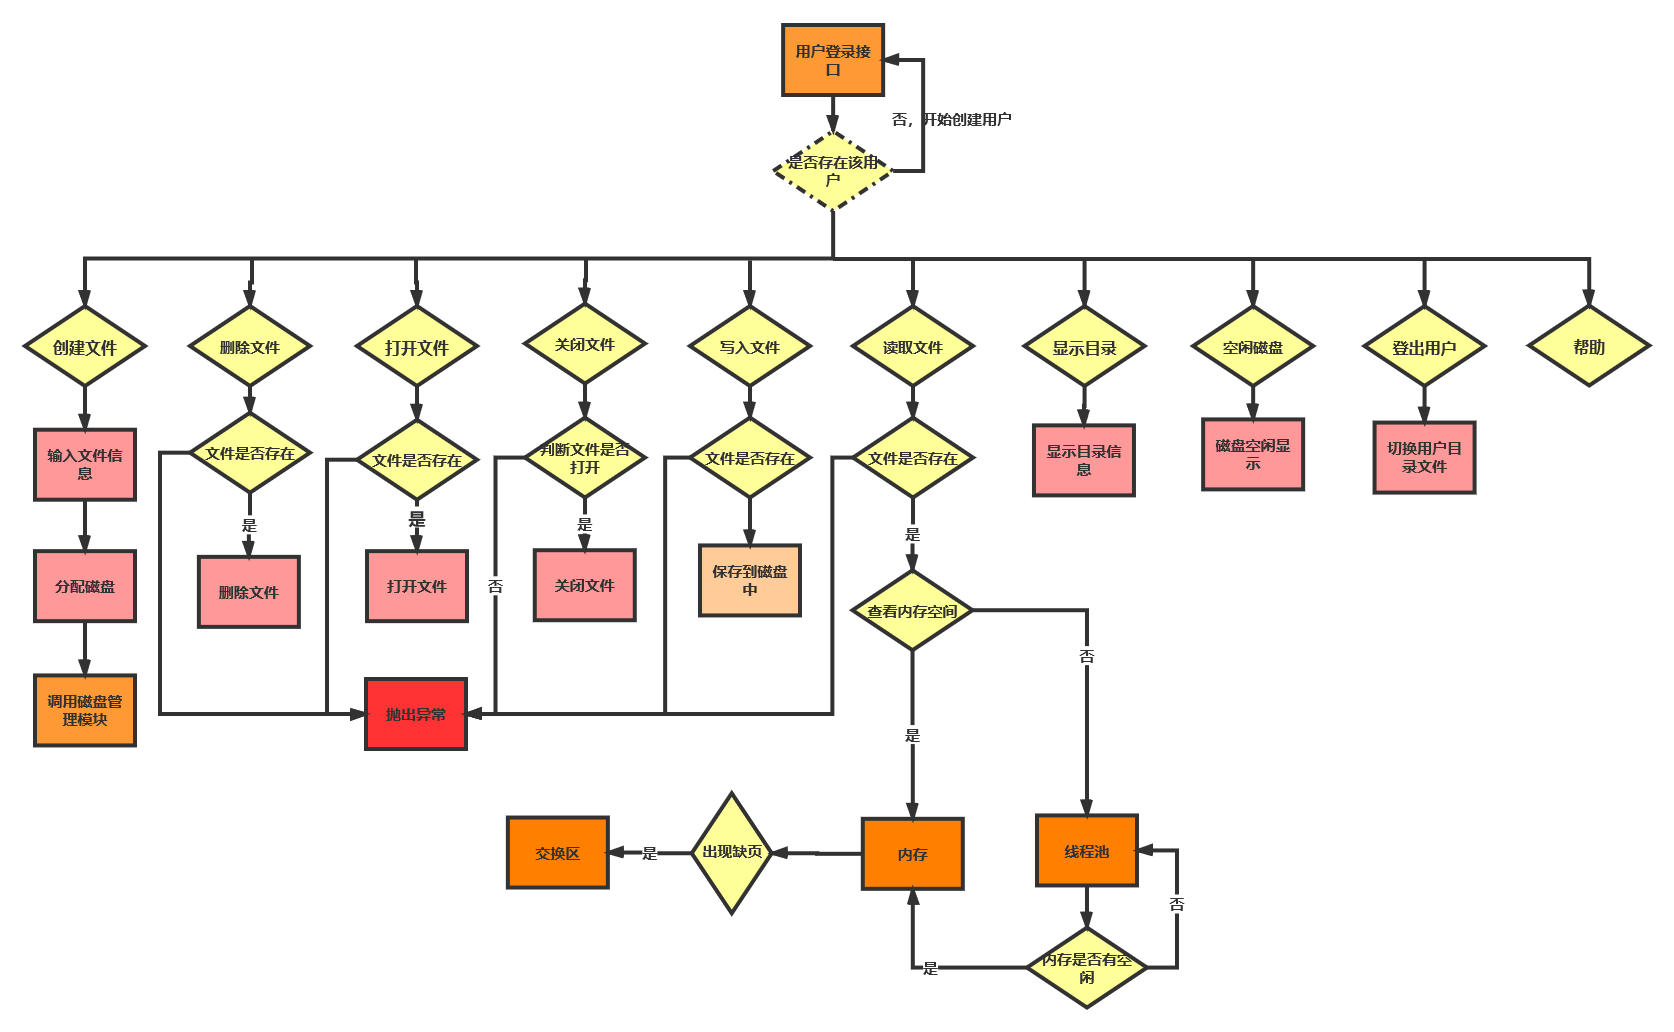 用户登录接
口
否，开始创建用户
是否存在该用
户
创建文件
删除文件
打开文件
关闭文件
写入文件
读取文件
显示目录
空闲磁盘
登出用户
帮助
输入文件信
息
文件是否存在
文件是否存在
判断文件是否
打开
文件是否存在
文件是否存在
显示目录信
息
磁盘空闲显
示
切换用户目
录文件
是
是
是
是
分配磁盘
删除文件
打开文件
否
关闭文件
保存到磁盘
中
查看内存空间
否
调用磁盘管
理模块
抛出异常
是
交换区
是
出现缺页
内存
线程池
否
是
内存是否有空
闲